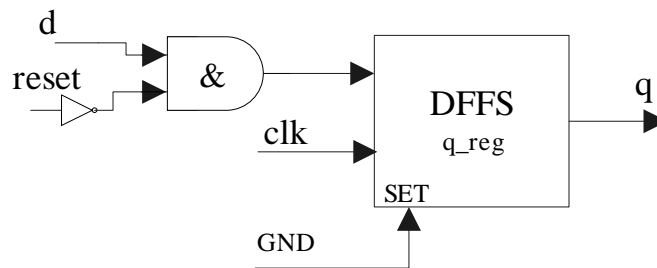 d
reset
&
clk
DFFS
q_reg
SET
GND
q